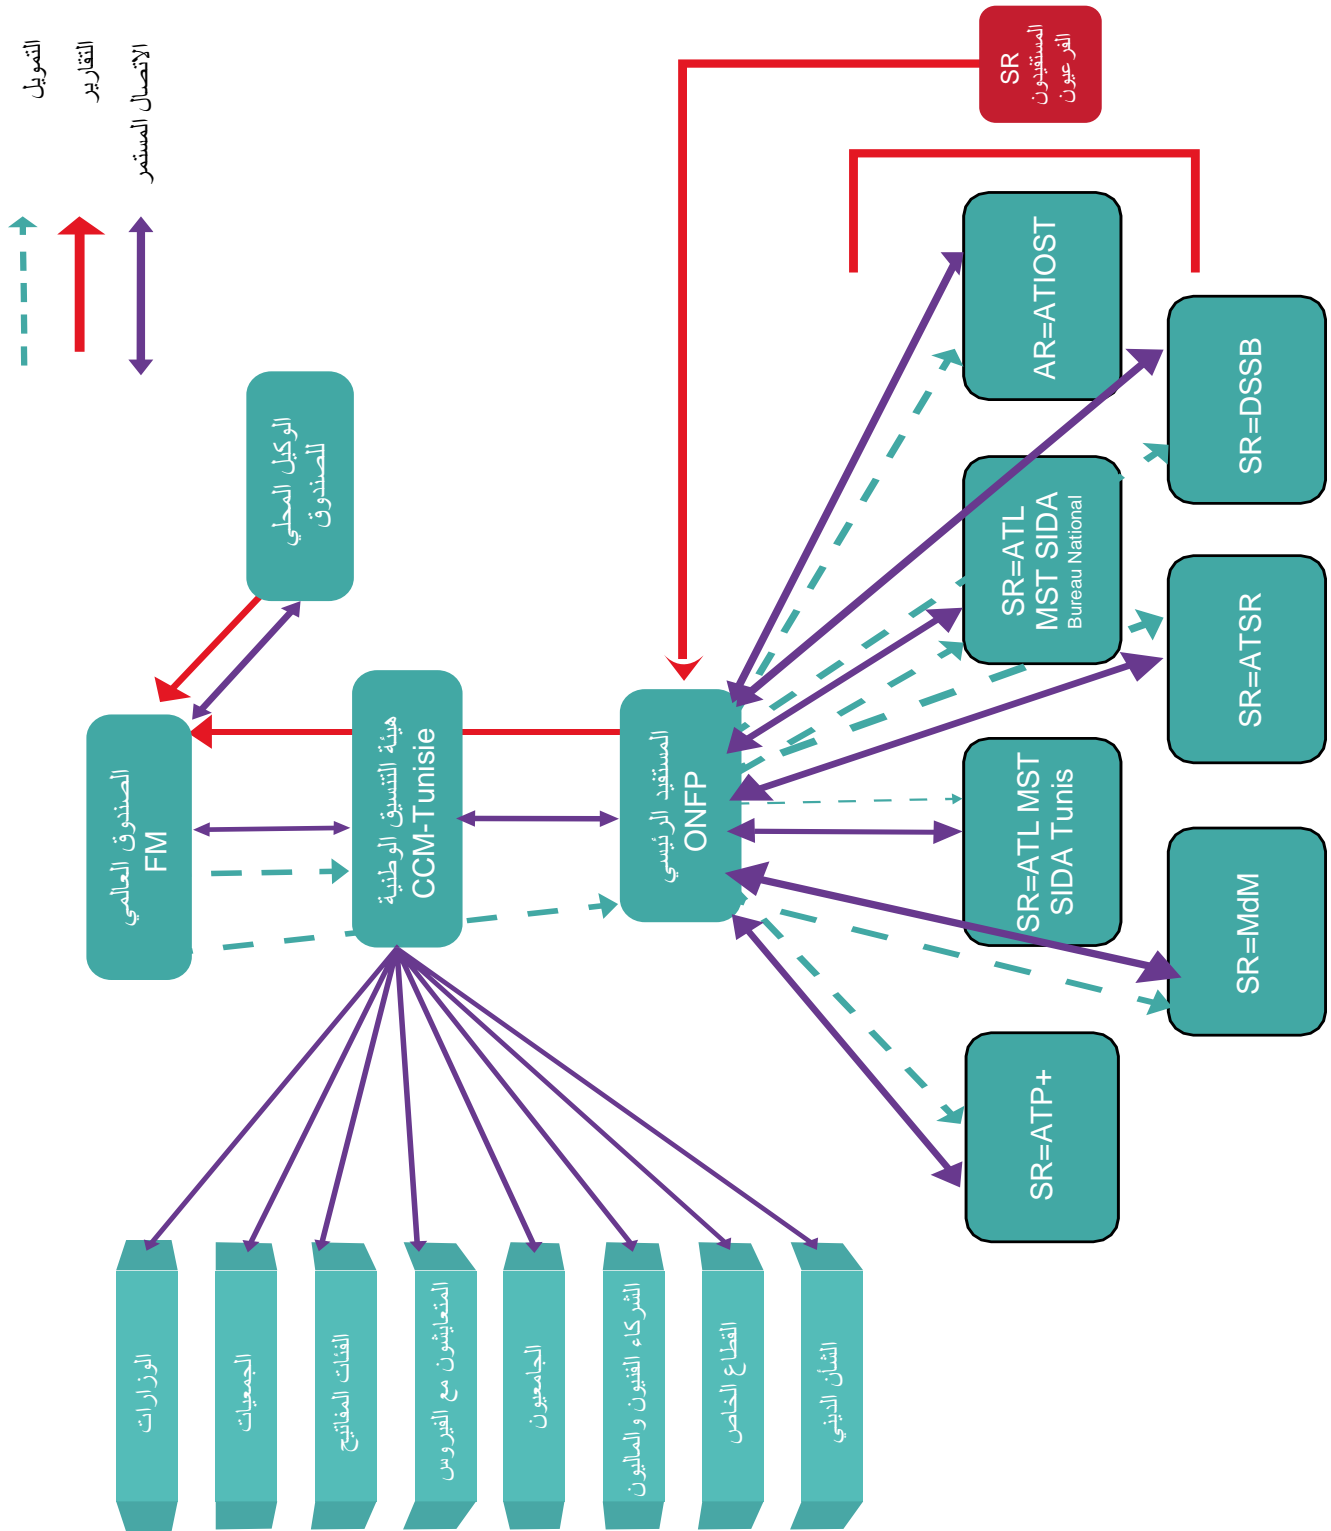 التمويل
التقارير
الاتصال المستمر
الوكيل المحلي
للصندوق
الصندوق العالمي
FM
هيئة التنسيق الوطنية
CCM-Tunisie
المستفيد الرئيسي
ONFP
SR
المستفيدون
الفرعيون
AR=ATIOST
SR=DSSB
SR=ATL
MST SIDA
Bureau National
SR=ATSR
SR=ATL MST
SIDA Tunis
SR=MdM
SR=ATP+
الوزارات
الجمعيات
الفئات المفاتيح
المتعايشون مع الفيروس
الجامعيون
الشركاء الفنيون والماليون
القطاع الخاص
الشأن الديني